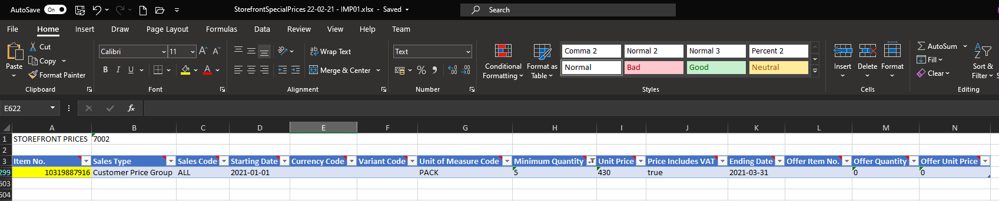 AutoSave On StorefrontSpecialPrices 22-02-21 - IMP01.xlsx - Saved Search
File Home Insert Draw Page Layout Formulas Data Review View Help Team
Paste Cut Copy Format Painter Clipboard
Calibri 11 A A B I U A Font
ab Wrap Text Merge & Center Alignment
Text % Number
Conditional Formatting Format as Table
Comma 2 Normal 2 Normal 3 Percent 2
Normal Bad Good Neutral
Styles
Insert Delete Format Cells
AutoSum Fill Clear Sort & Filter Editing
E622 fx
A B C D E F G H I J K L M N
1 STOREFRONT PRICES 7002
2
3 Item No. Sales Type Sales Code Starting Date Currency Code Variant Code Unit of Measure Code Minimum Quantity Unit Price Price Includes VAT Ending Date Offer Item No. Offer Quantity Offer Unit Price
299 10319887916 Customer Price Group ALL 2021-01-01 PACK 5 430 true 2021-03-31 0 0